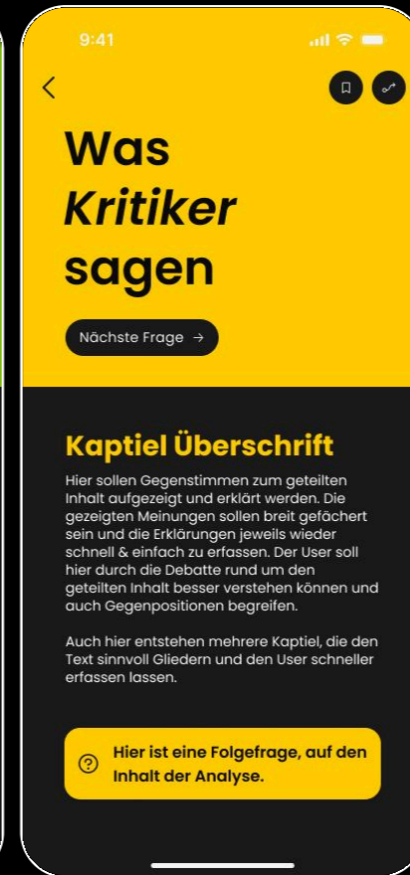 9:41
Was
Kritiker
sagen
Nächste Frage →
Kaptiel Überschrift
Hier sollen Gegenstimmen zum geteilten
Inhalt aufgezeigt und erklärt werden. Die
gezeigten Meinungen sollen breit gefächert
sein und die Erklärungen jeweils wieder
schnell & einfach zu erfassen. Der User soll
hier durch die Debatte rund um den
geteilten Inhalt besser verstehen können und
auch Gegenpositionen begreifen.
Auch hier entstehen mehrere Kaptiel, die den
Text sinnvoll Gliedern und den User schneller
erfassen lassen.
Hier ist eine Folgefrage, auf den
Inhalt der Analyse.